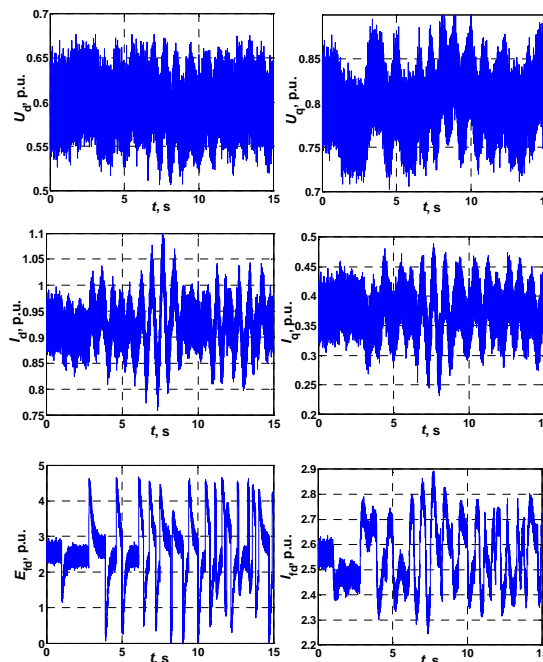 0.7
0.65
0.6
0.55
0.5
0 5 10 15
U_d, p.u.
t, s
0.85
0.8
0.75
0.7
0 5 10 15
U_q, p.u.
t, s
1.1
1.05
1
0.95
0.9
0.85
0.8
0.75
0 5 10 15
I_d, p.u.
t, s
0.5
0.45
0.4
0.35
0.3
0.25
0.2
0 5 10 15
I_q, p.u.
t, s
5
4
3
2
1
0
0 5 10 15
E_fd, p.u.
t, s
2.9
2.8
2.7
2.6
2.5
2.4
2.3
2.2
0 5 10 15
I_fd, p.u.
t, s